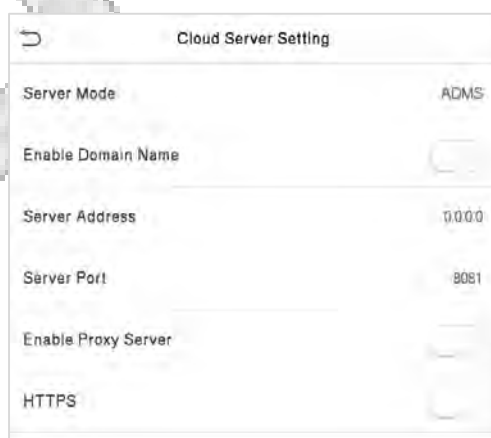 Cloud Server Setting
Server Mode ADMS
Enable Domain Name
Server Address 0.0.0.0
Server Port 8081
Enable Proxy Server
HTTPS